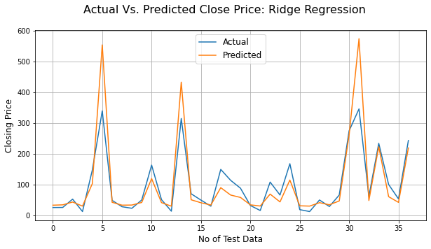 Actual Vs. Predicted Close Price: Ridge Regression
Actual
Predicted
Closing Price
600
500
400
300
200
100
0
0 5 10 15 20 25 30 35
No of Test Data